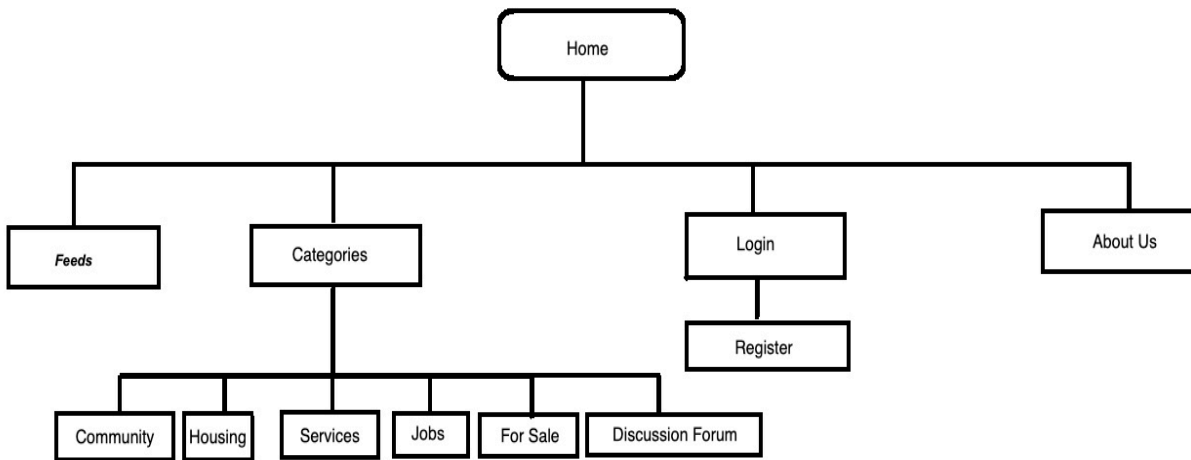 Home
Feeds
Categories
Login
About Us
Register
Community
Housing
Services
Jobs
For Sale
Discussion Forum